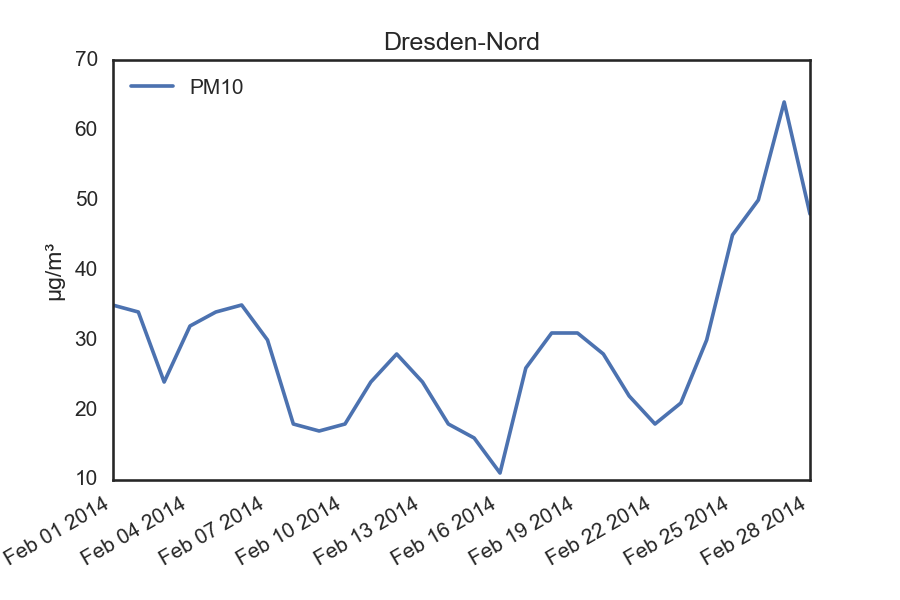 Dresden-Nord
70
PM10
60
50
µg/m³
40
30
20
10
Feb 01 2014
Feb 04 2014
Feb 07 2014
Feb 10 2014
Feb 13 2014
Feb 16 2014
Feb 19 2014
Feb 22 2014
Feb 25 2014
Feb 28 2014